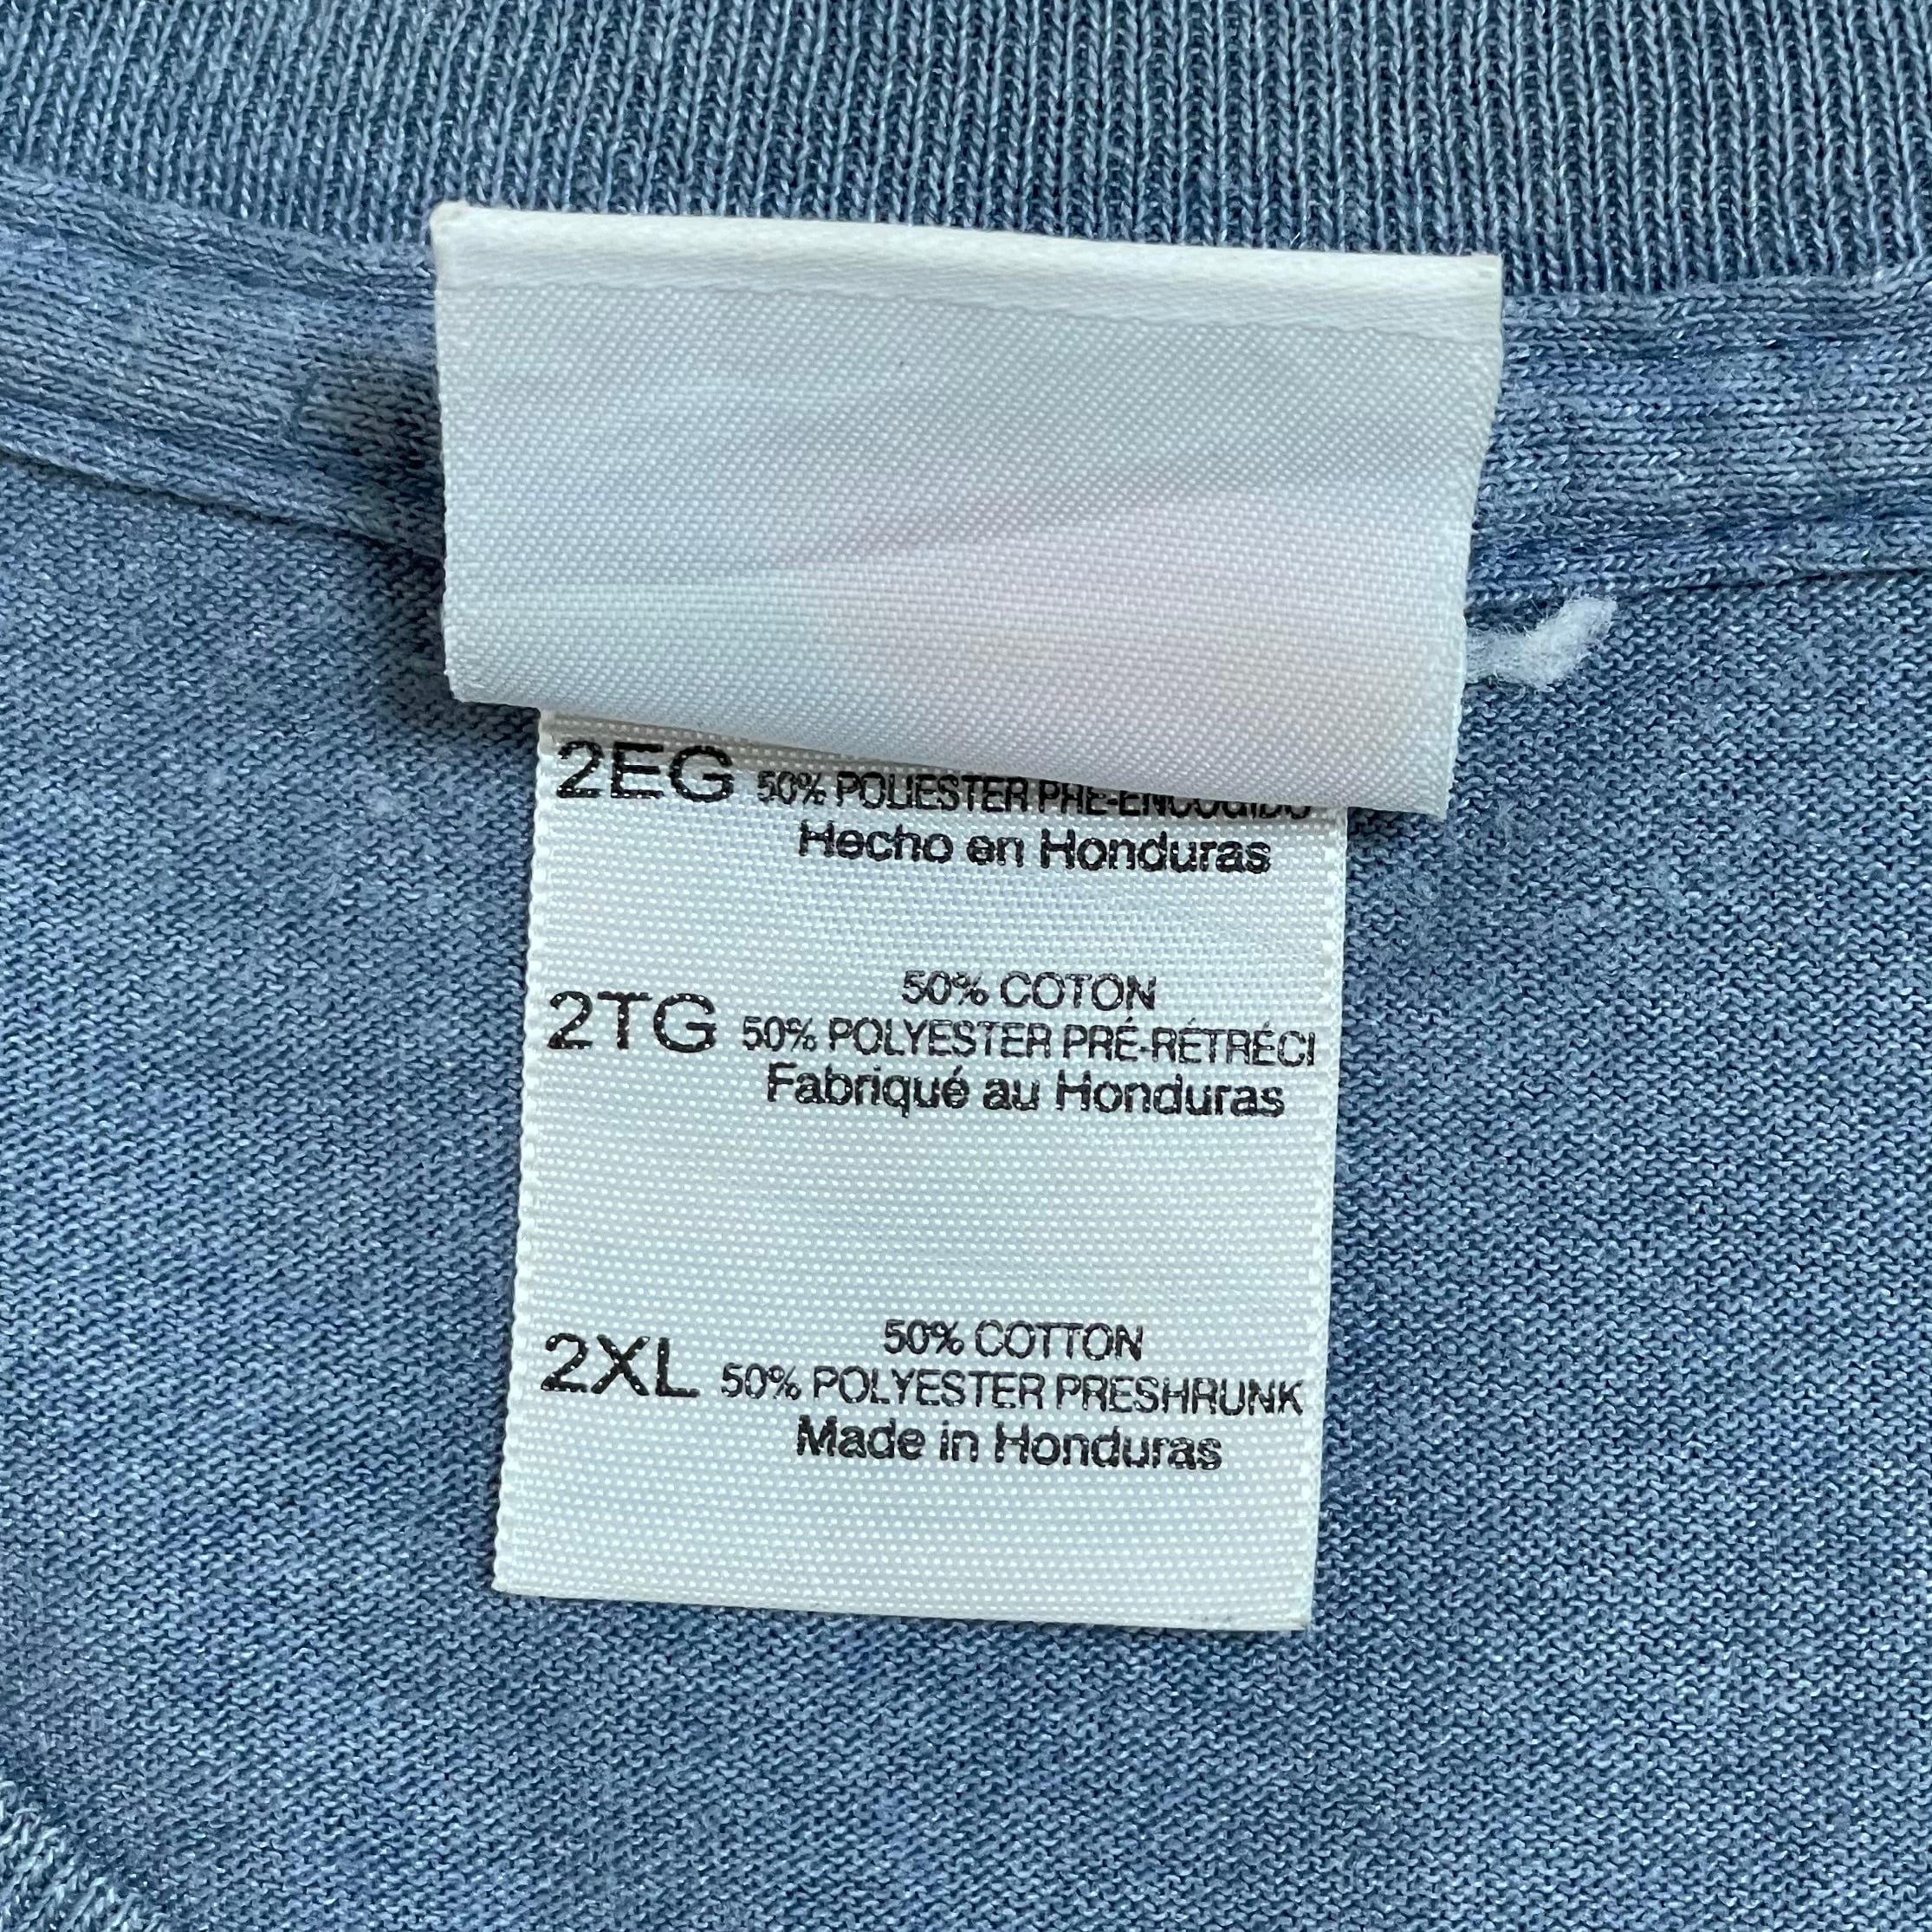 2EG 50% POLIESTER PRE-ENCOGIDO
Hecho en Honduras
50% COTON
2TG 50% POLYESTER PRÉ-RÉTRÉCI
Fabriqué au Honduras
50% COTTON
2XL 50% POLYESTER PRESHRUNK
Made in Honduras